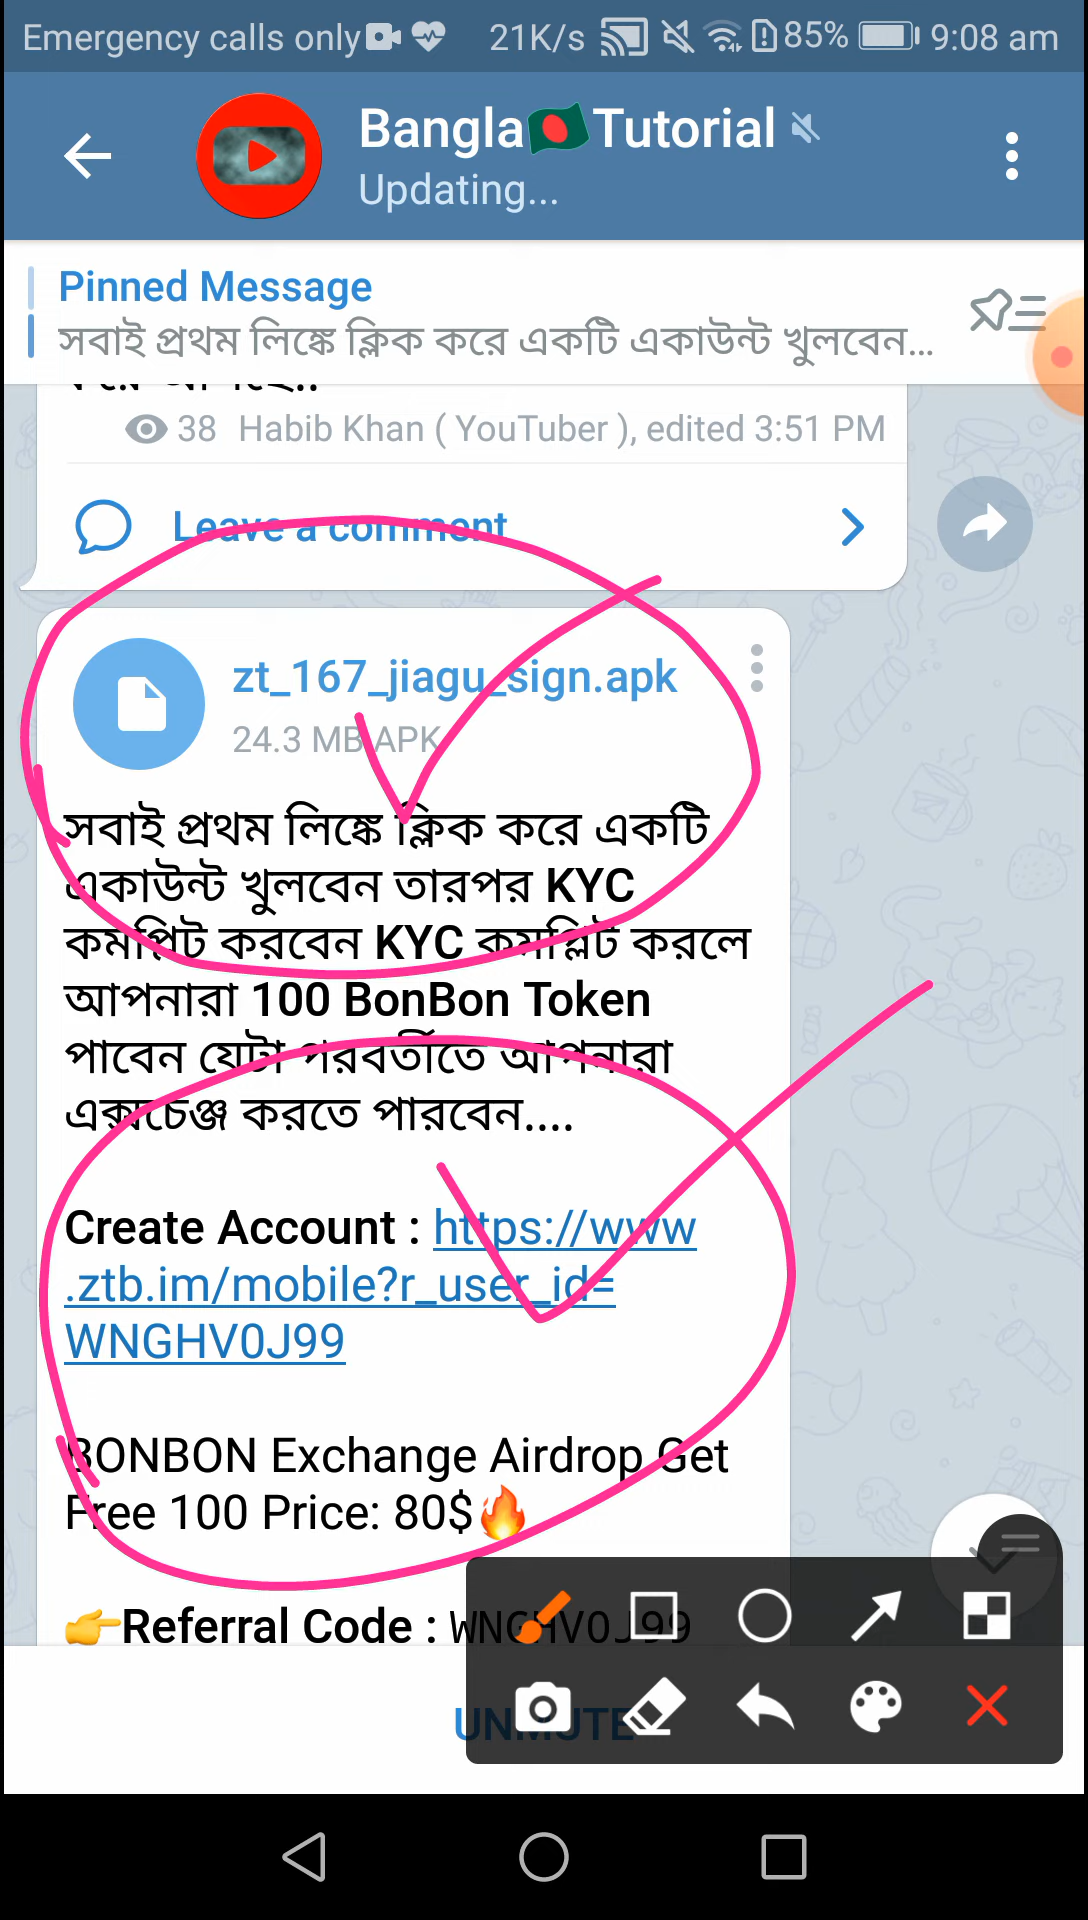 Emergency calls only 21K/s 85% 9:08 am
Bangla🇧🇩Tutorial
Updating...
Pinned Message
সবাই প্রথম লিঙ্কে ক্লিক করে একটি একাউন্ট খুলবেন...
38 Habib Khan ( YouTuber ), edited 3:51 PM
Leave a comment
zt_167_jiagu_sign.apk
24.3 MB APK
সবাই প্রথম লিঙ্কে ক্লিক করে একটি
একাউন্ট খুলবেন তারপর KYC
কমপ্লিট করবেন KYC কমপ্লিট করলে
আপনারা 100 BonBon Token
পাবেন যেটা পরবর্তীতে আপনারা
এক্সচেঞ্জ করতে পারবেন....
Create Account : https://www
.ztb.im/mobile?r_user_id=
WNGHV0J99
BONBON Exchange Airdrop Get
Free 100 Price: 80$🔥
👉Referral Code : WNGHV0J99
UNMUTE